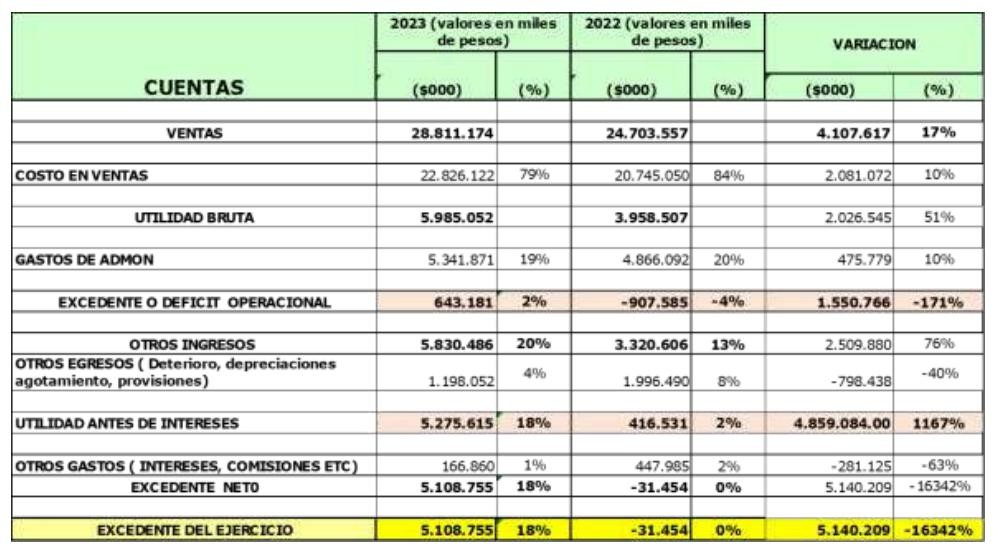 2023 (valores en miles de pesos) 2022 (valores en miles de pesos) VARIACION
CUENTAS ($000) (%) ($000) (%) ($000) (%)
VENTAS 28.811.174 24.703.557 4.107.617 17%
COSTO EN VENTAS 22.826.122 79% 20.745.050 84% 2.081.072 10%
UTILIDAD BRUTA 5.985.052 3.958.507 2.026.545 51%
GASTOS DE ADMON 5.341.871 19% 4.866.092 20% 475.779 10%
EXCEDENTE O DEFICIT OPERACIONAL 643.181 2% -907.585 -4% 1.550.766 -171%
OTROS INGRESOS 5.830.486 20% 3.320.606 13% 2.509.880 76%
OTROS EGRESOS ( Deterioro, depreciaciones
agotamiento, provisiones) 1.198.052 4% 1.996.490 8% -798.438 -40%
UTILIDAD ANTES DE INTERESES 5.275.615 18% 416.531 2% 4.859.084.00 1167%
OTROS GASTOS ( INTERESES, COMISIONES ETC) 166.860 1% 447.985 2% -281.125 -63%
EXCEDENTE NET0 5.108.755 18% -31.454 0% 5.140.209 -16342%
EXCEDENTE DEL EJERCICIO 5.108.755 18% -31.454 0% 5.140.209 -16342%